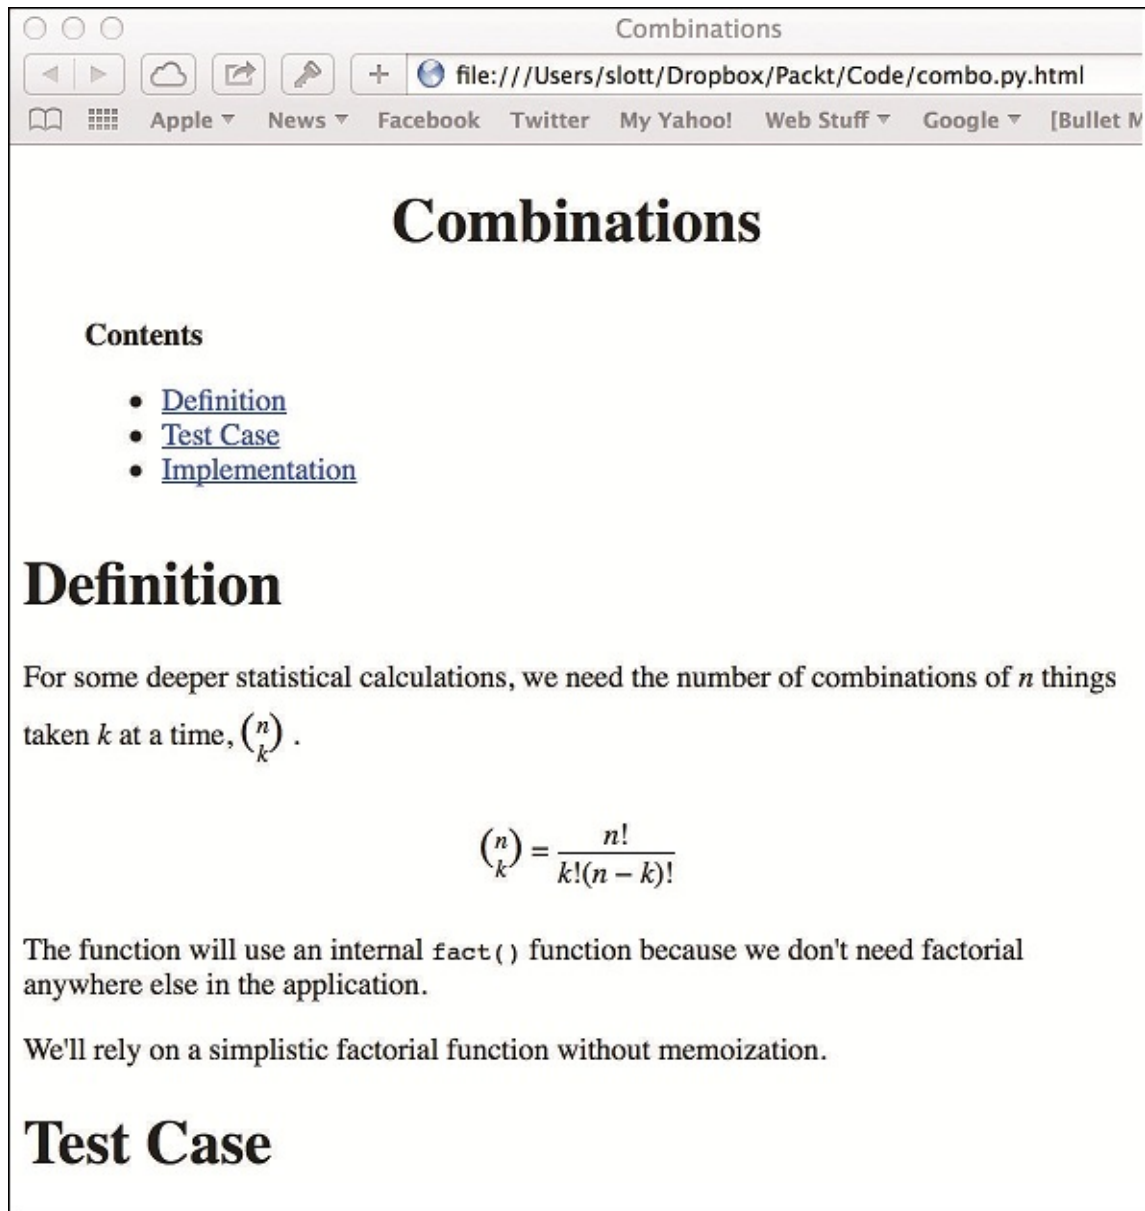 Combinations
file:///Users/slott/Dropbox/Packt/Code/combo.py.html
Apple News Facebook Twitter My Yahoo! Web Stuff Google [Bullet
Combinations
Contents
• Definition
• Test Case
• Implementation
Definition
For some deeper statistical calculations, we need the number of combinations of n things
taken k at a time, (n k) .
(n k) = n! / k!(n − k)!
The function will use an internal fact() function because we don't need factorial
anywhere else in the application.
We'll rely on a simplistic factorial function without memoization.
Test Case